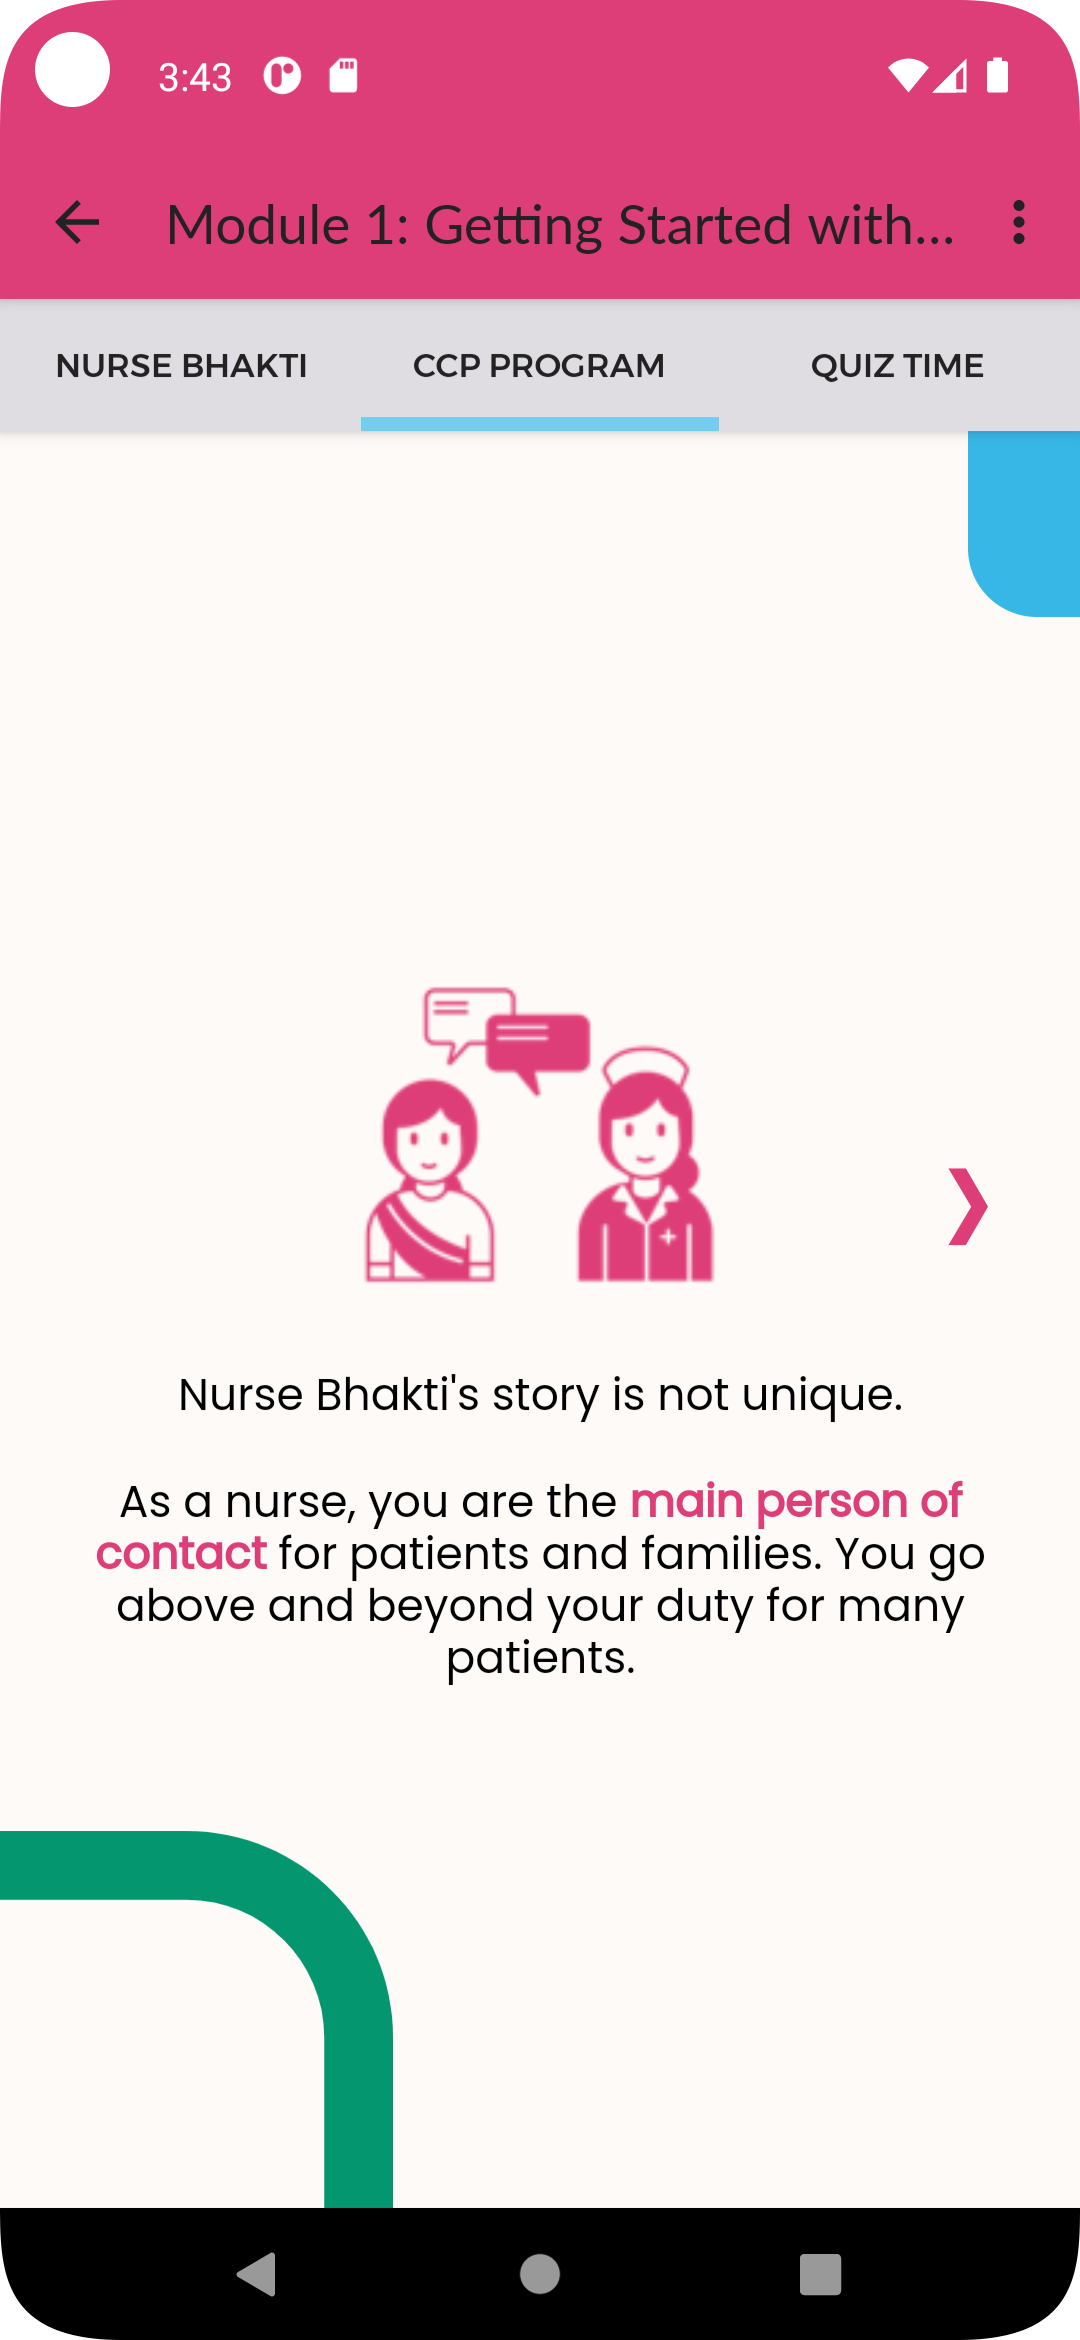 3:43
Module 1: Getting Started with...
NURSE BHAKTI
CCP PROGRAM
QUIZ TIME
Nurse Bhakti's story is not unique.
As a nurse, you are the main person of
contact for patients and families. You go
above and beyond your duty for many
patients.